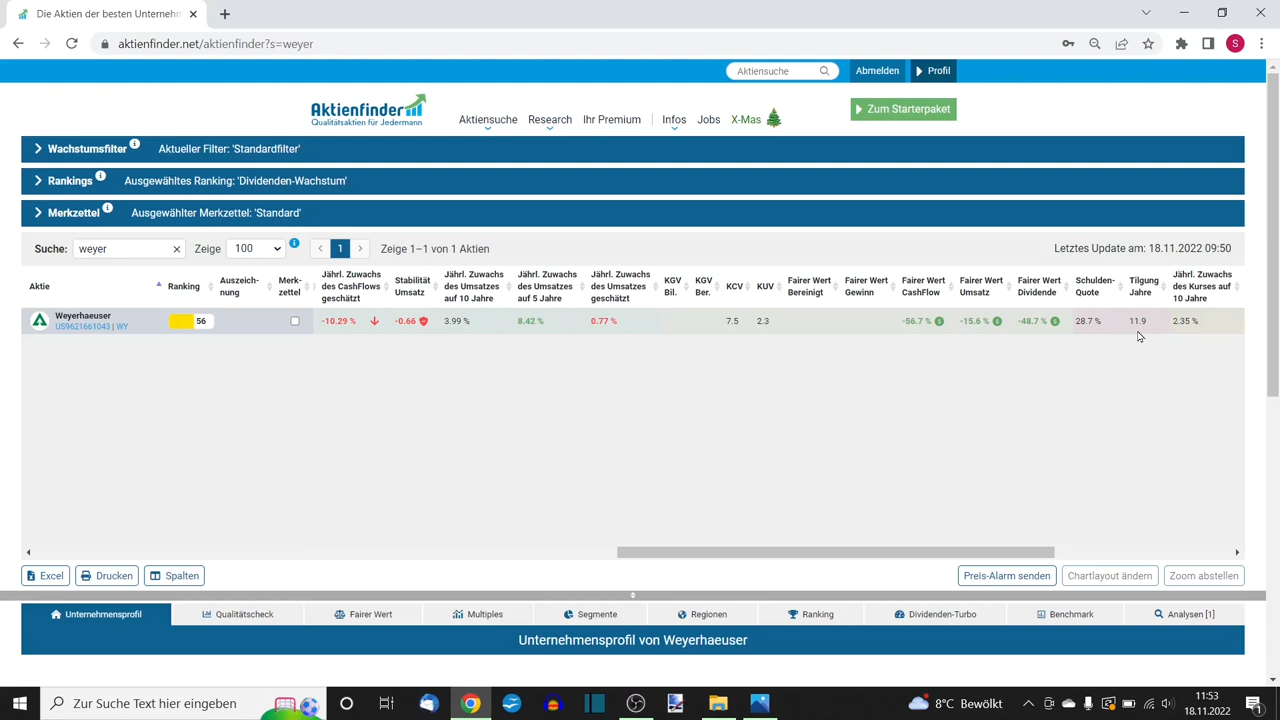 Die Aktien der besten Unternehm
aktienfinder.net/aktienfinder?s=weyer
S
Aktiensuche
Abmelden
Profil
Aktienfinder
Qualitätsaktien für Jedermann
Aktiensuche Research Ihr Premium Infos Jobs X-Mas
Zum Starterpaket
Wachstumsfilter Aktueller Filter: 'Standardfilter'
Rankings Ausgewähltes Ranking: 'Dividenden-Wachstum'
Merkzettel Ausgewählter Merkzettel: 'Standard'
Suche: weyer Zeige 100 1 Zeige 1–1 von 1 Aktien Letztes Update am: 18.11.2022 09:50
Aktie
Ranking
Auszeich-
nung
Merk-
zettel
Jährl. Zuwachs
des CashFlows
geschätzt
Stabilität
Umsatz
Jährl. Zuwachs
des Umsatzes
auf 10 Jahre
Jährl. Zuwachs
des Umsatzes
auf 5 Jahre
Jährl. Zuwachs
des Umsatzes
geschätzt
KGV
Bil.
KGV
Ber.
KCV
KUV
Fairer Wert
Bereinigt
Fairer Wert
Gewinn
Fairer Wert
CashFlow
Fairer Wert
Umsatz
Fairer Wert
Dividende
Schulden-
Quote
Tilgung
Jahre
Jährl. Zuwachs
des Kurses auf
10 Jahre
Weyerhaeuser
US9621661043 | WY
56 -10.29 % -0.66 3.99 % 8.42 % 0.77 % 7.5 2.3 -56.7 % -15.6 % -48.7 % 28.7 % 11.9 2.35 %
Excel Drucken Spalten Preis-Alarm senden Chartlayout ändern Zoom abstellen
Unternehmensprofil Qualitätscheck Fairer Wert Multiples Segmente Regionen Ranking Dividenden-Turbo Benchmark Analysen [1]
Unternehmensprofil von Weyerhaeuser
Zur Suche Text hier eingeben
8°C Bewölkt
11:53
18.11.2022
1